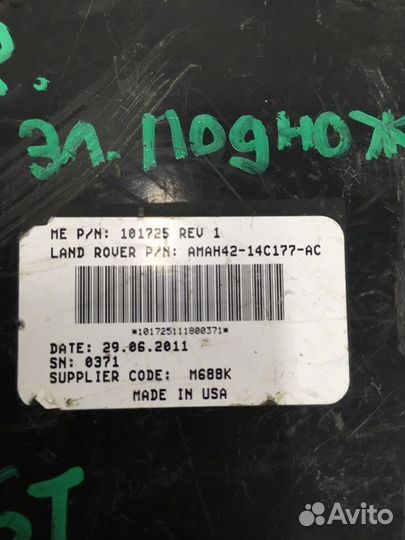 эл. поднож
ME P/N: 101725 REV 1
LAND ROVER P/N: AMAH42-14C177-AC
*101725111800371*
DATE: 29.06.2011
SN: 0371
SUPPLIER CODE: M688K
MADE IN USA
Avito